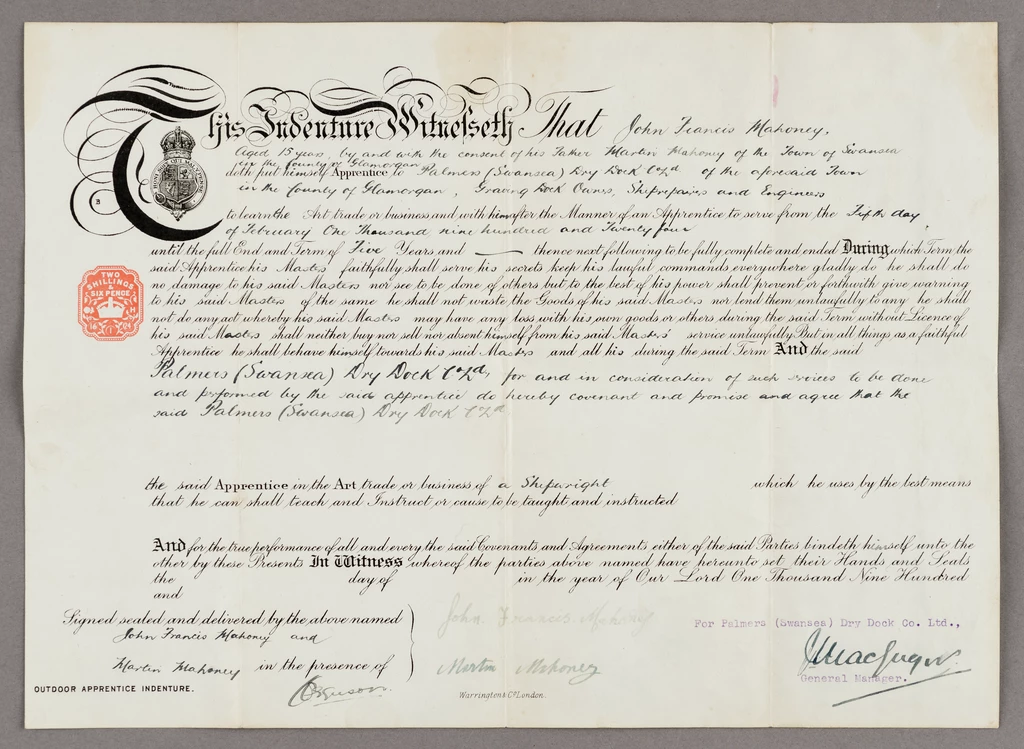 This Indenture Witnesseth That John Francis Mahoney,
Aged 15 years, by and with the consent of his Father Martin Mahoney of the Town of Swansea
in the County of Glamorgan
doth put himself Apprentice to Palmers (Swansea) Dry Dock Co Ld of the aforesaid Town
in the County of Glamorgan, Graving Dock Owners, Shiprepairers and Engineers
to learn the Art trade or business and with him after the Manner of an Apprentice to serve from the Fifth day
of February One Thousand nine hundred and Twenty four
until the full End and Term of Five Years and — thence next following to be fully complete and ended During which Term the
said Apprentice his Masters faithfully shall serve his secrets keep his lawful commands everywhere gladly do he shall do
no damage to his said Masters nor see to be done of others but to the best of his power shall prevent or forthwith give warning
to his said Masters of the same he shall not waste the Goods of his said Masters nor lend them unlawfully to any he shall
not do any act whereby his said Masters may have any loss with his own goods or others during the said Term without Licence of
his said Masters shall neither buy nor sell nor absent himself from his said Masters' service unlawfully But in all things as a faithful
Apprentice he shall behave himself towards his said Masters and all his during the said Term And the said
Palmers (Swansea) Dry Dock Co Ld, for and in consideration of such services to be done
and performed by the said apprentice do hereby covenant and promise and agree that the
said Palmers (Swansea) Dry Dock Co Ld
the said Apprentice in the Art trade or business of a Shipwright which he uses by the best means
that he can shall teach and Instruct or cause to be taught and instructed
And for the true performance of all and every the said Covenants and Agreements either of the said Parties bindeth himself unto the
other by these Presents In Witness whereof the parties above named have hereunto set their Hands and Seals
the day of in the year of Our Lord One Thousand Nine Hundred
and
Signed sealed and delivered by the above named
John Francis Mahoney and
Martin Mahoney in the presence of
John Francis Mahoney
Martin Mahoney
For Palmers (Swansea) Dry Dock Co. Ltd.,
General Manager.
OUTDOOR APPRENTICE INDENTURE.
Warrington & Co London.
B
TWO
SHILLINGS
&
SIX PENCE